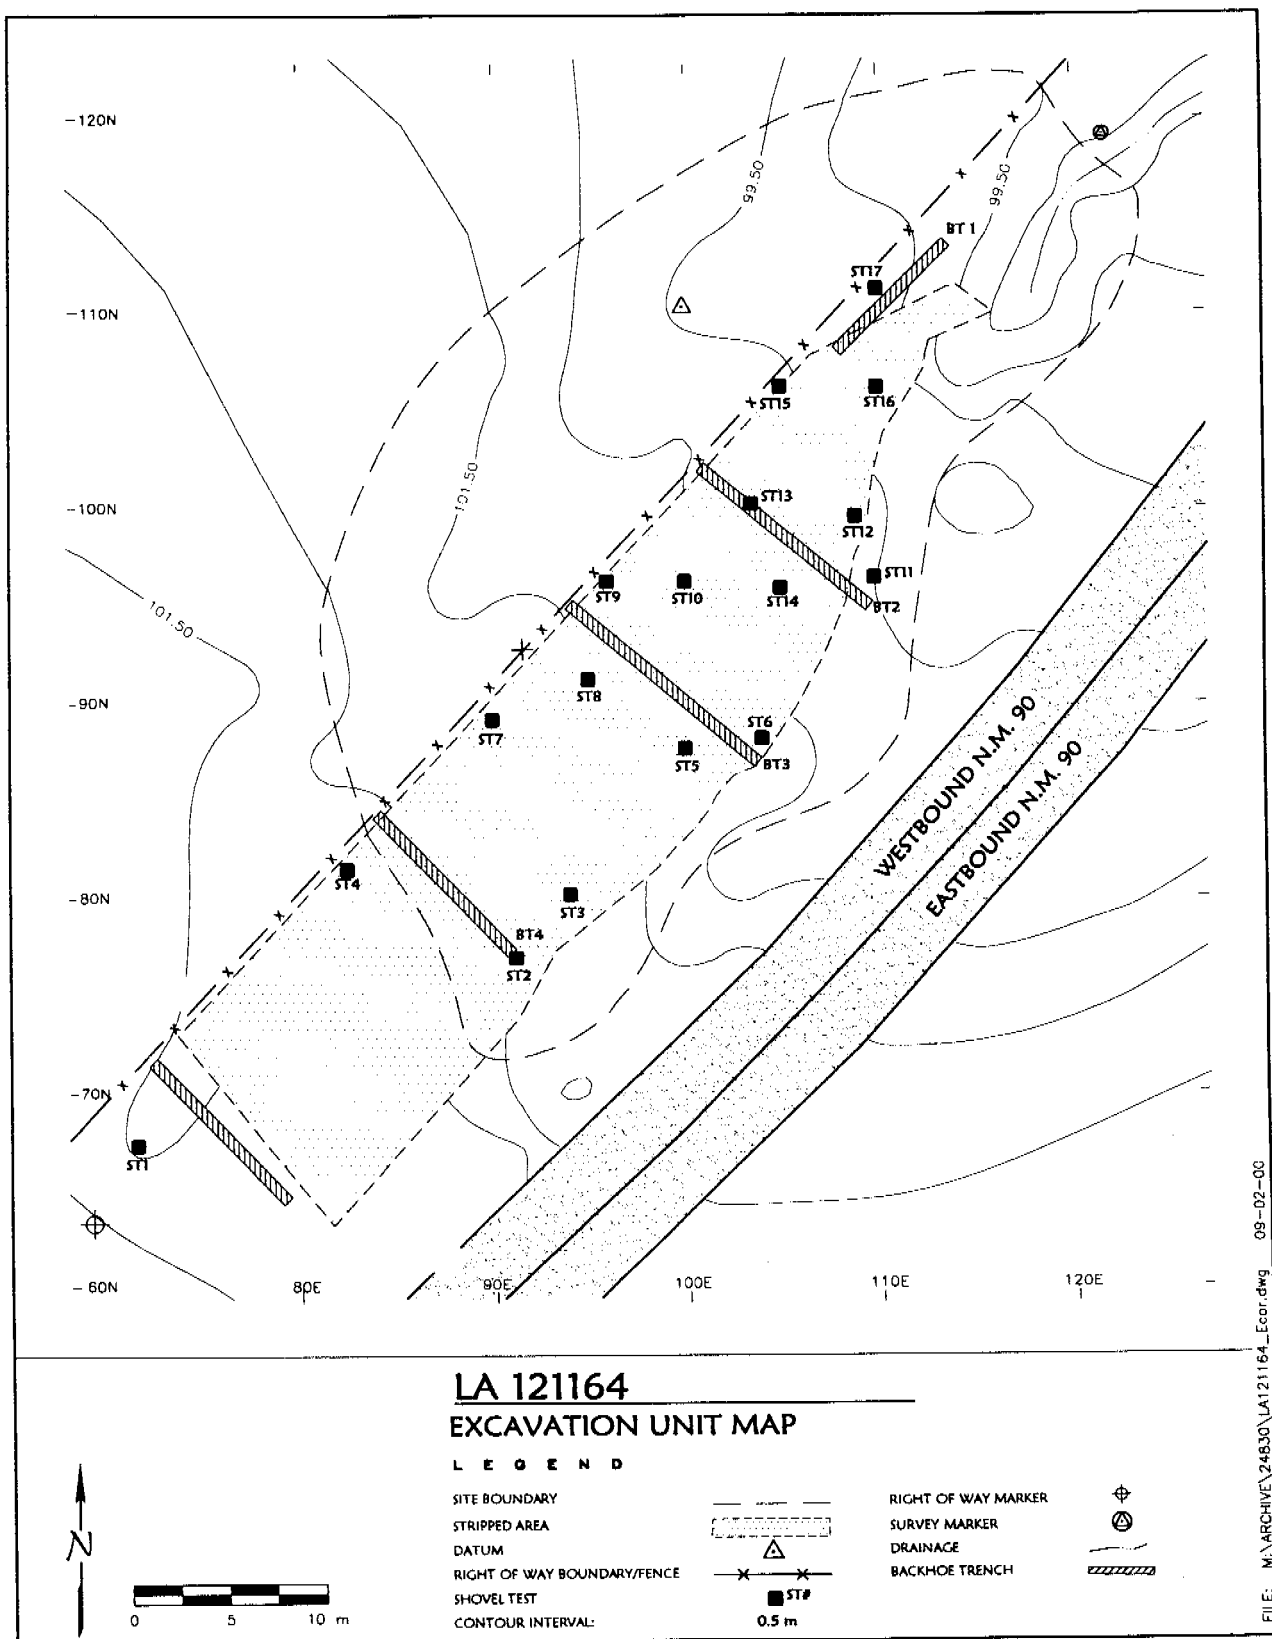 -120N
99.50
99.50
BT 1
ST17
-110N
ST15
ST16
101.50
ST13
-100N
ST12
ST11
ST9
ST10
ST14
BT2
101.50
ST8
-90N
ST7
ST6
ST5
BT3
WESTBOUND N.M. 90
EASTBOUND N.M. 90
ST4
-80N
ST3
BT4
ST2
-70N
ST1
-60N
80E
90E
100E
110E
120E
LA 121164
EXCAVATION UNIT MAP
LEGEND
SITE BOUNDARY
STRIPPED AREA
DATUM
RIGHT OF WAY BOUNDARY/FENCE
SHOVEL TEST
ST#
CONTOUR INTERVAL:
0.5 m
RIGHT OF WAY MARKER
SURVEY MARKER
DRAINAGE
BACKHOE TRENCH
N
0 5 10 m
FILE: M:\ARCHIVE\24830\LA121164_Ecor.dwg 09-02-00